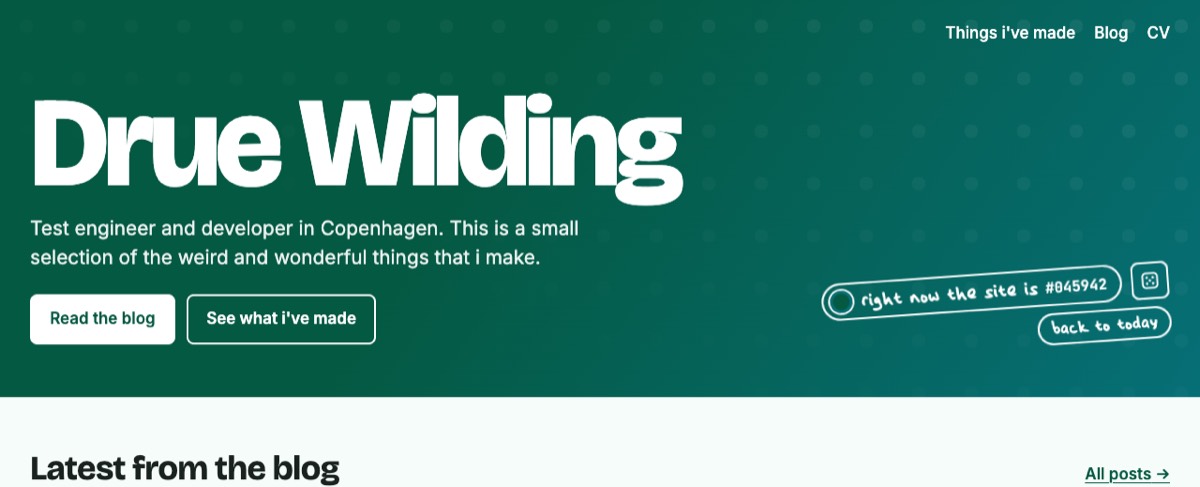 Things i've made Blog CV
Drue Wilding
Test engineer and developer in Copenhagen. This is a small
selection of the weird and wonderful things that i make.
Read the blog See what i've made
right now the site is #045942
back to today
Latest from the blog
All posts →